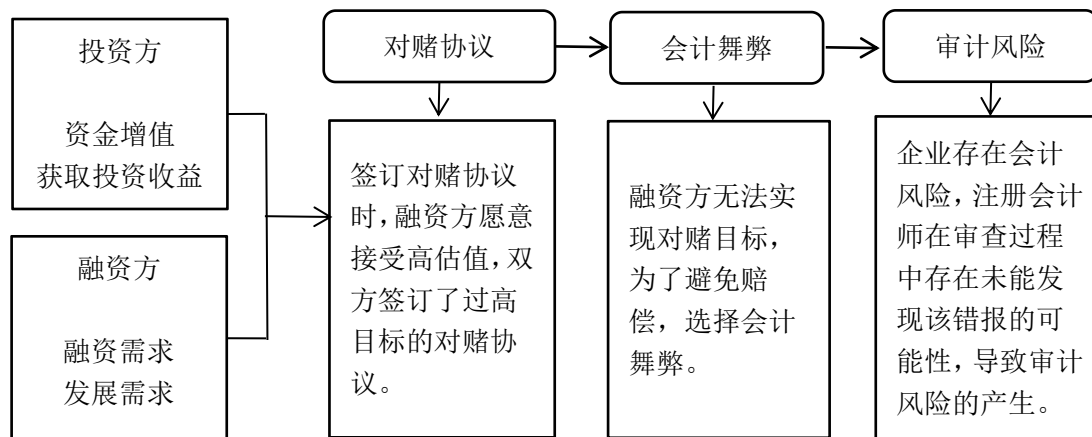 投资方
资金增值
获取投资收益
融资方
融资需求
发展需求
对赌协议
签订对赌协议
时，融资方愿意
接受高估值，双
方签订了过高
目标的对赌协
议。
会计舞弊
融资方无法实
现对赌目标，
为了避免赔
偿，选择会计
舞弊。
审计风险
企业存在会计
风险，注册会计
师在审查过程
中存在未能发
现该错报的可
能性，导致审计
风险的产生。